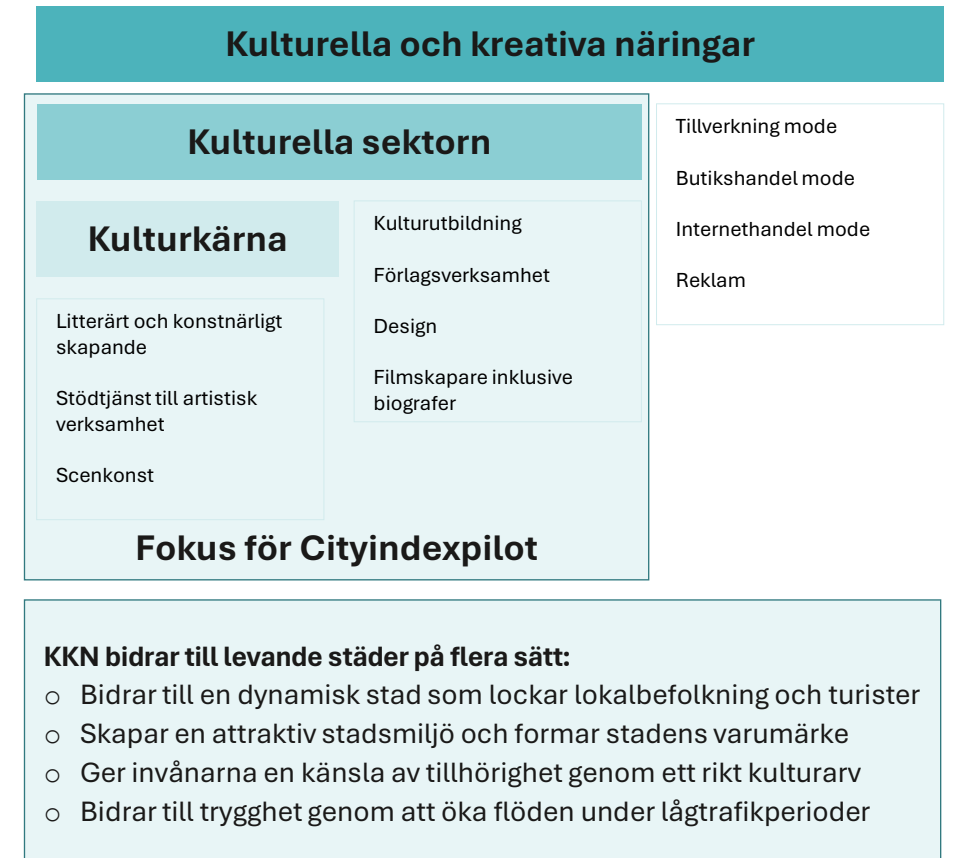 Kulturella och kreativa näringar
Kulturella sektorn
Kulturkärna
Litterärt och konstnärligt
skapande
Stödtjänst till artistisk
verksamhet
Scenkonst
Kulturutbildning
Förlagsverksamhet
Design
Filmskapare inklusive
biografer
Tillverkning mode
Butikshandel mode
Internethandel mode
Reklam
Fokus för Cityindexpilot
KKN bidrar till levande städer på flera sätt:
o Bidrar till en dynamisk stad som lockar lokalbefolkning och turister
o Skapar en attraktiv stadsmiljö och formar stadens varumärke
o Ger invånarna en känsla av tillhörighet genom ett rikt kulturarv
o Bidrar till trygghet genom att öka flöden under lågtrafikperioder